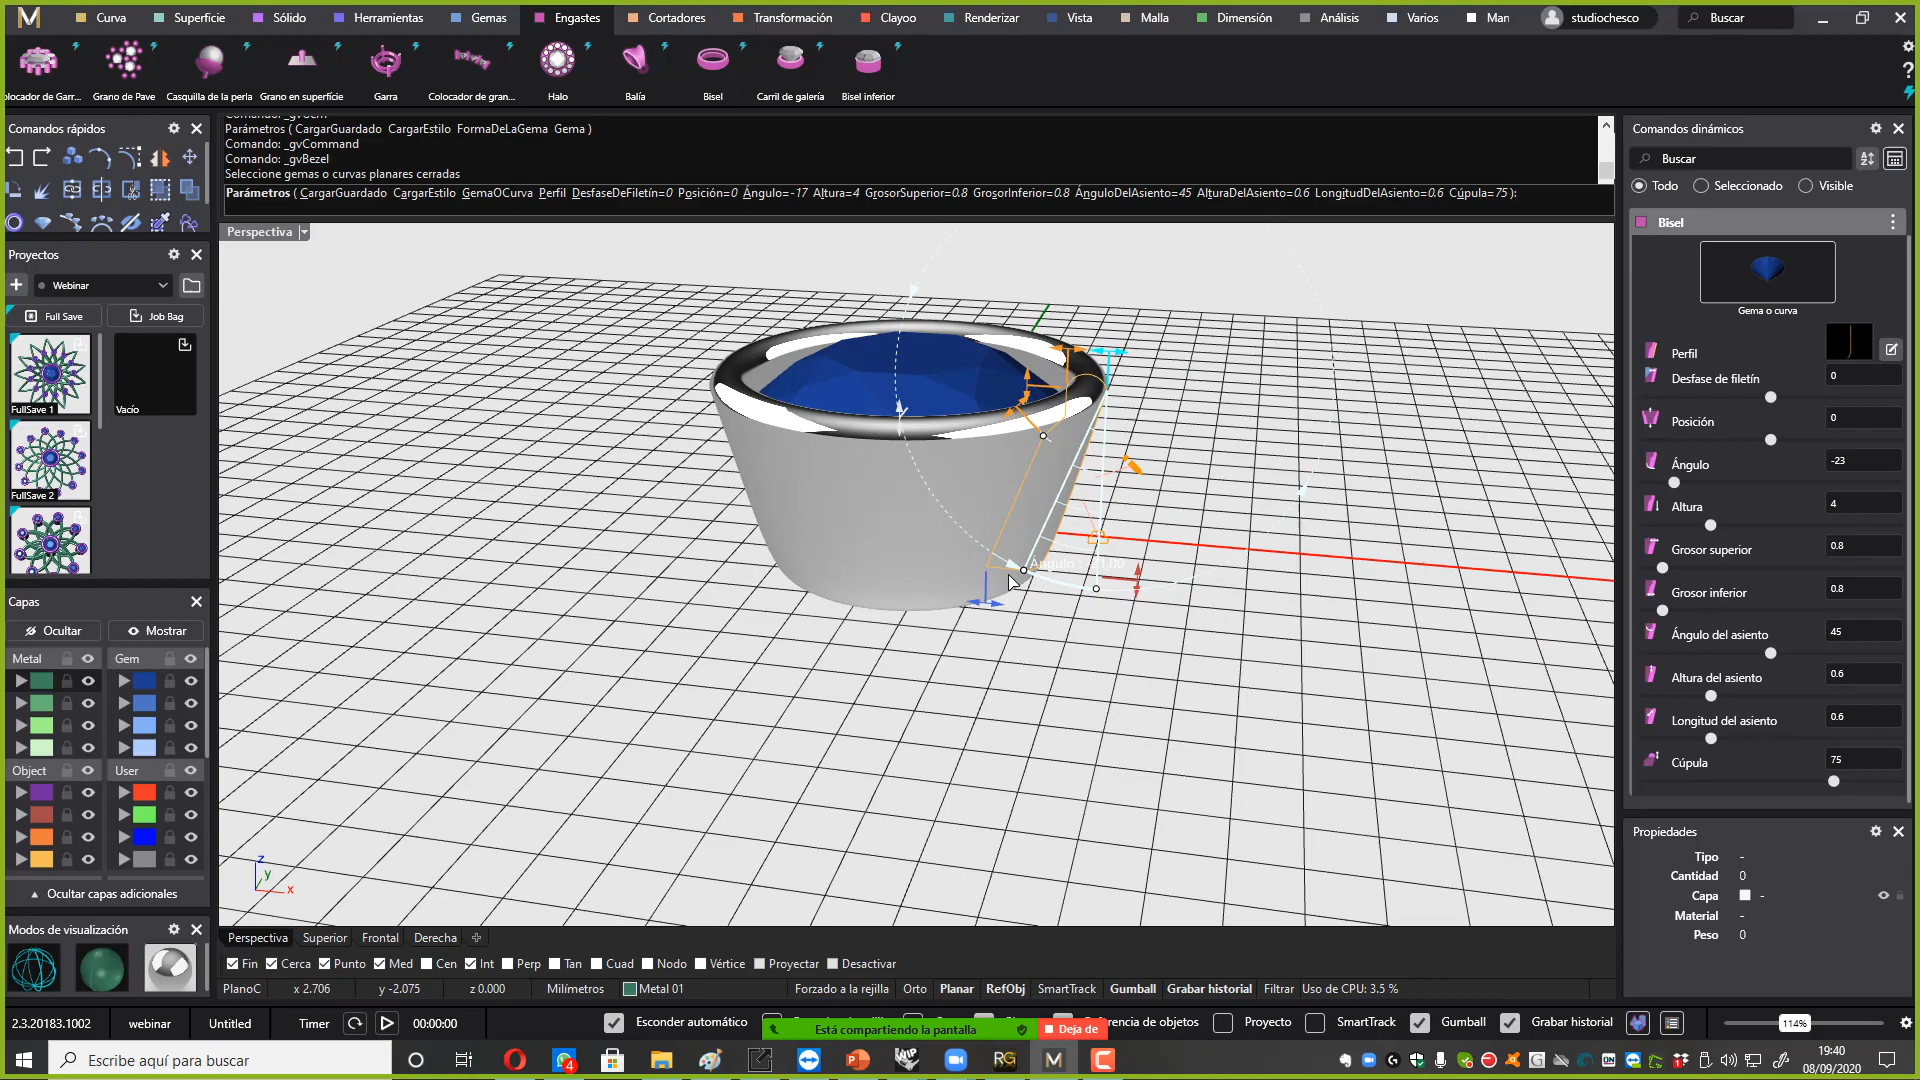 Curva Superficie Sólido Herramientas Gemas Engastes Cortadores Transformación Clayoo Renderizar Vista Malla Dimensión Análisis Varios Man studiochesco Buscar
olocador de Garr... Grano de Pave Casquilla de la perla Grano en superfície Garra Colocador de gran... Halo Balía Bisel Carril de galería Bisel inferior
Comandos rápidos
Parámetros ( CargarGuardado CargarEstilo FormaDeLaGema Gema )
Comando: _gvCommand
Comando: _gvBezel
Seleccione gemas o curvas planares cerradas
Parámetros ( CargarGuardado CargarEstilo GemaOCurva Perfil DesfaseDeFiletín=0 Posición=0 Ángulo=-17 Altura=4 GrosorSuperior=0.8 GrosorInferior=0.8 ÁnguloDelAsiento=45 AlturaDelAsiento=0.6 LongitudDelAsiento=0.6 Cúpula=75 ):
Perspectiva
Proyectos
Webinar
Full Save Job Bag
FullSave 1 Vacío
FullSave 2
Capas
Ocultar Mostrar
Metal Gem
Object User
Ocultar capas adicionales
Modos de visualización
z
y
x
Perspectiva Superior Frontal Derecha
Fin Cerca Punto Med Cen Int Perp Tan Cuad Nodo Vértice Proyectar Desactivar
PlanoC x 2.706 y -2.075 z 0.000 Milímetros Metal 01 Forzado a la rejilla Orto Planar RefObj SmartTrack Gumball Grabar historial Filtrar Uso de CPU: 3.5 %
Comandos dinámicos
Buscar
Todo Seleccionado Visible
Bisel
Gema o curva
Perfil
Desfase de filetín 0
Posición 0
Ángulo -23
Altura 4
Grosor superior 0.8
Grosor inferior 0.8
Ángulo del asiento 45
Altura del asiento 0.6
Longitud del asiento 0.6
Cúpula 75
Propiedades
Tipo -
Cantidad 0
Capa -
Material -
Peso 0
2.3.20183.1002 webinar Untitled Timer 00:00:00 Esconder automático Está compartiendo la pantalla Deja de erencia de objetos Proyecto SmartTrack Gumball Grabar historial 114%
Escribe aquí para buscar
4
RG
M
19:40
08/09/2020